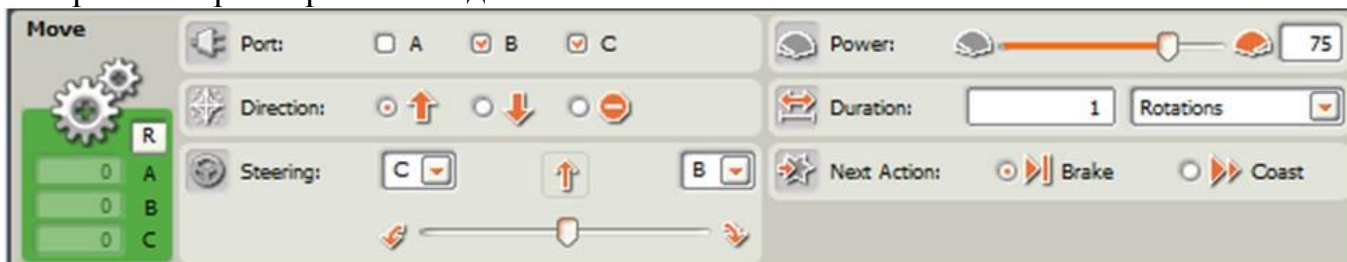 Move
Port: A B C
Power: 75
Direction:
Duration: 1 Rotations
R
Steering: C B
Next Action: Brake Coast
0 A
0 B
0 C